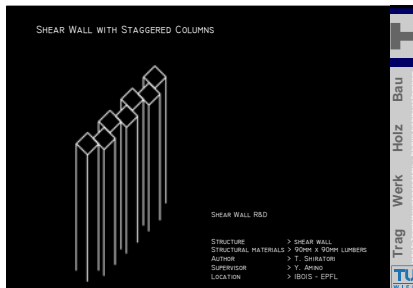 Shear Wall with Staggered Columns
Shear Wall R&D
Structure > shear wall
Structural materials > 90mm x 90mm lumbers
Author > T. Shiratori
Supervisor > Y. Amino
Location > IBOIS - EPFL
Bau
Holz
Werk
Trag
TU
WIEN